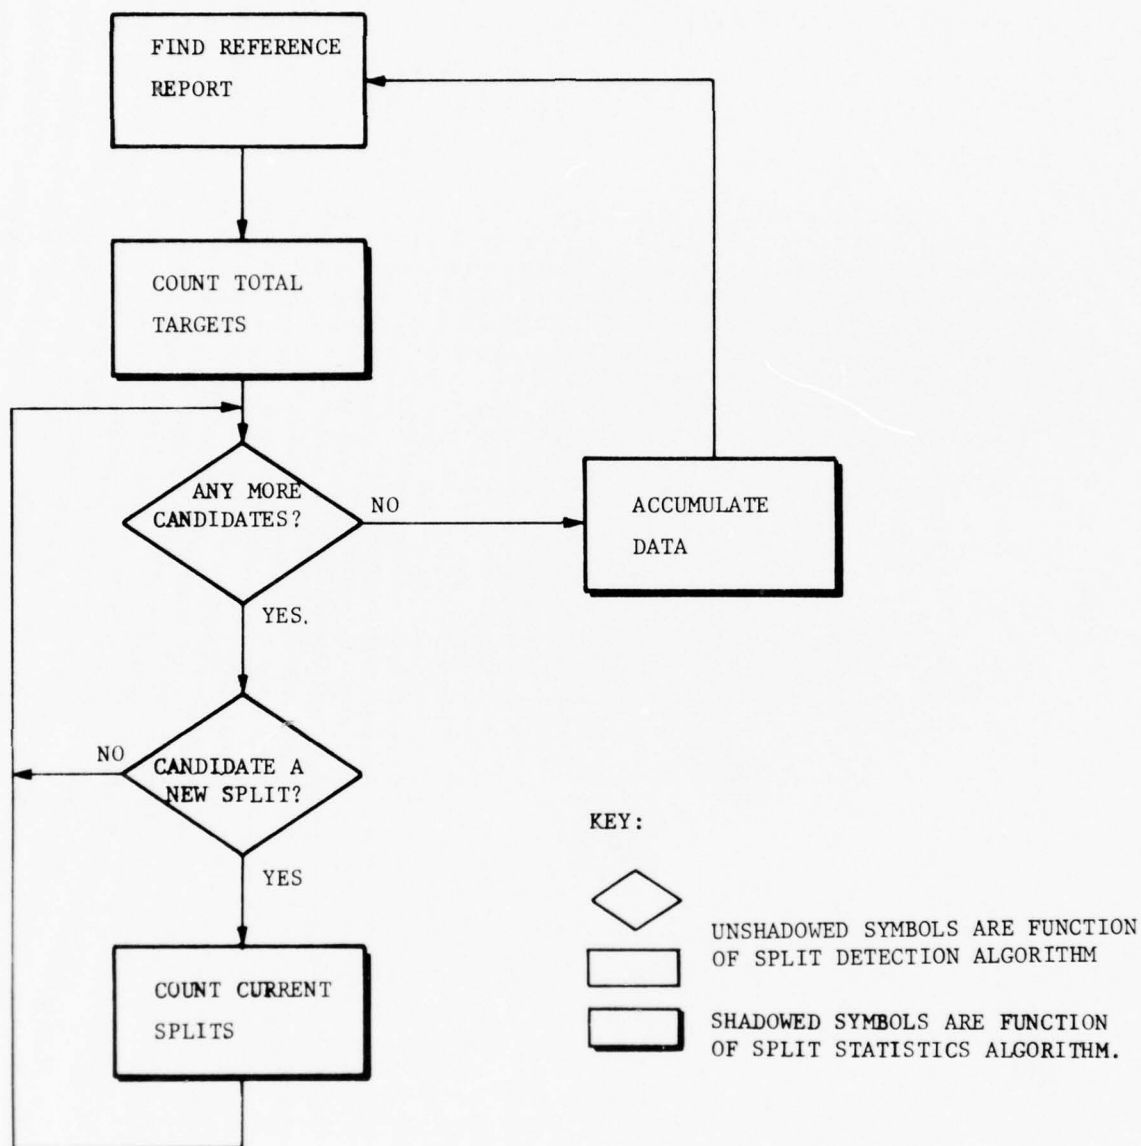 FIND REFERENCE
REPORT
COUNT TOTAL
TARGETS
ANY MORE
CANDIDATES?
NO
ACCUMULATE
DATA
YES.
NO
CANDIDATE A
NEW SPLIT?
YES
COUNT CURRENT
SPLITS
KEY:
UNSHADOWED SYMBOLS ARE FUNCTION
OF SPLIT DETECTION ALGORITHM
SHADOWED SYMBOLS ARE FUNCTION
OF SPLIT STATISTICS ALGORITHM.